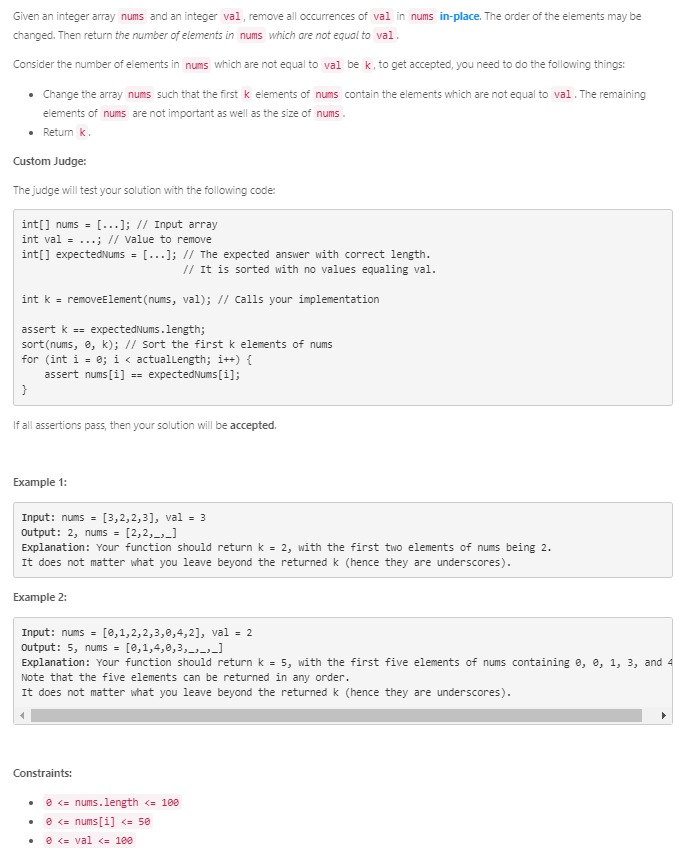 Given an integer array nums and an integer val, remove all occurrences of val in nums in-place. The order of the elements may be
changed. Then return the number of elements in nums which are not equal to val.
Consider the number of elements in nums which are not equal to val be k, to get accepted, you need to do the following things:
• Change the array nums such that the first k elements of nums contain the elements which are not equal to val. The remaining
elements of nums are not important as well as the size of nums.
• Return k.
Custom Judge:
The judge will test your solution with the following code:
int[] nums = [...]; // Input array
int val = ...; // Value to remove
int[] expectedNums = [...]; // The expected answer with correct length.
// It is sorted with no values equaling val.
int k = removeElement(nums, val); // Calls your implementation
assert k == expectedNums.length;
sort(nums, 0, k); // Sort the first k elements of nums
for (int i = 0; i < actualLength; i++) {
assert nums[i] == expectedNums[i];
}
If all assertions pass, then your solution will be accepted.
Example 1:
Input: nums = [3,2,2,3], val = 3
Output: 2, nums = [2,2,_,_]
Explanation: Your function should return k = 2, with the first two elements of nums being 2.
It does not matter what you leave beyond the returned k (hence they are underscores).
Example 2:
Input: nums = [0,1,2,2,3,0,4,2], val = 2
Output: 5, nums = [0,1,4,0,3,_,_,_]
Explanation: Your function should return k = 5, with the first five elements of nums containing 0, 0, 1, 3, and 4
Note that the five elements can be returned in any order.
It does not matter what you leave beyond the returned k (hence they are underscores).
Constraints:
• 0 <= nums.length <= 100
• 0 <= nums[i] <= 50
• 0 <= val <= 100